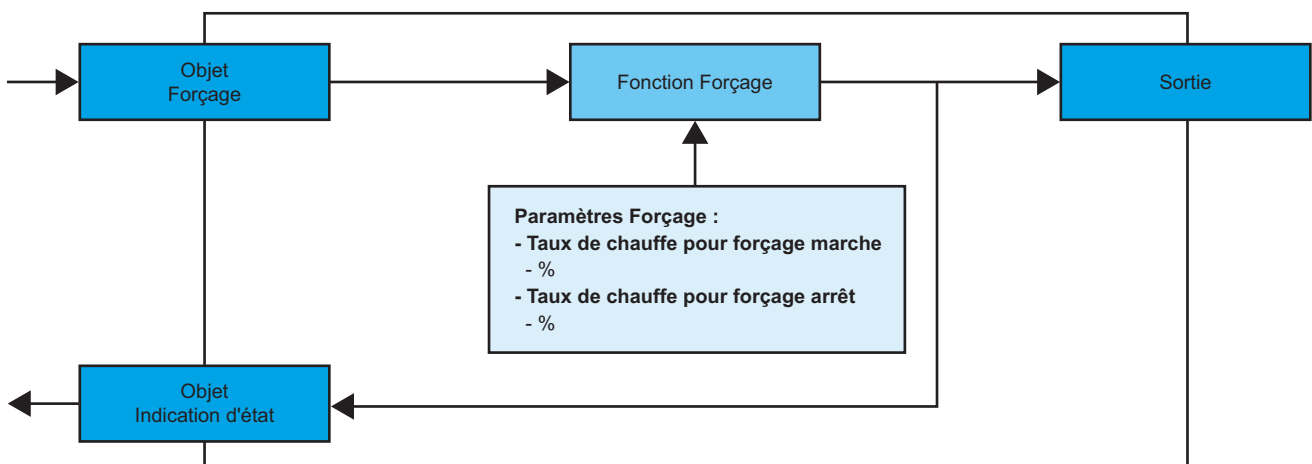 Objet
Forçage
Fonction Forçage
Sortie
Paramètres Forçage :
- Taux de chauffe pour forçage marche
- %
- Taux de chauffe pour forçage arrêt
- %
Objet
Indication d'état